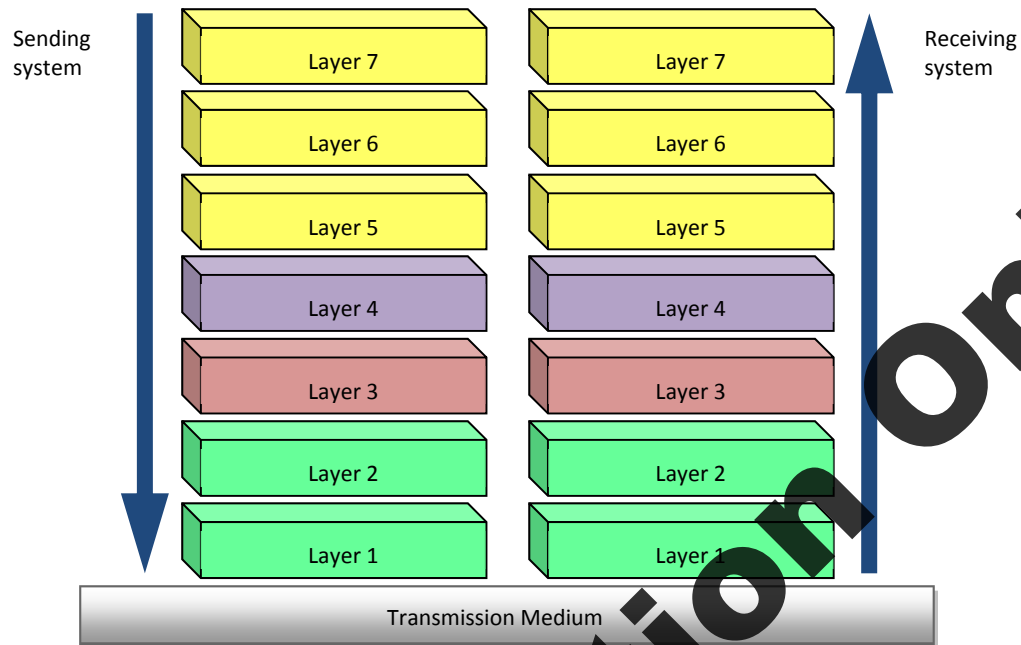 Sending
system
Layer 7
Layer 7
Receiving
system
Layer 6
Layer 6
Layer 5
Layer 5
Layer 4
Layer 4
Layer 3
Layer 3
Layer 2
Layer 2
Layer 1
Layer 1
Transmission Medium